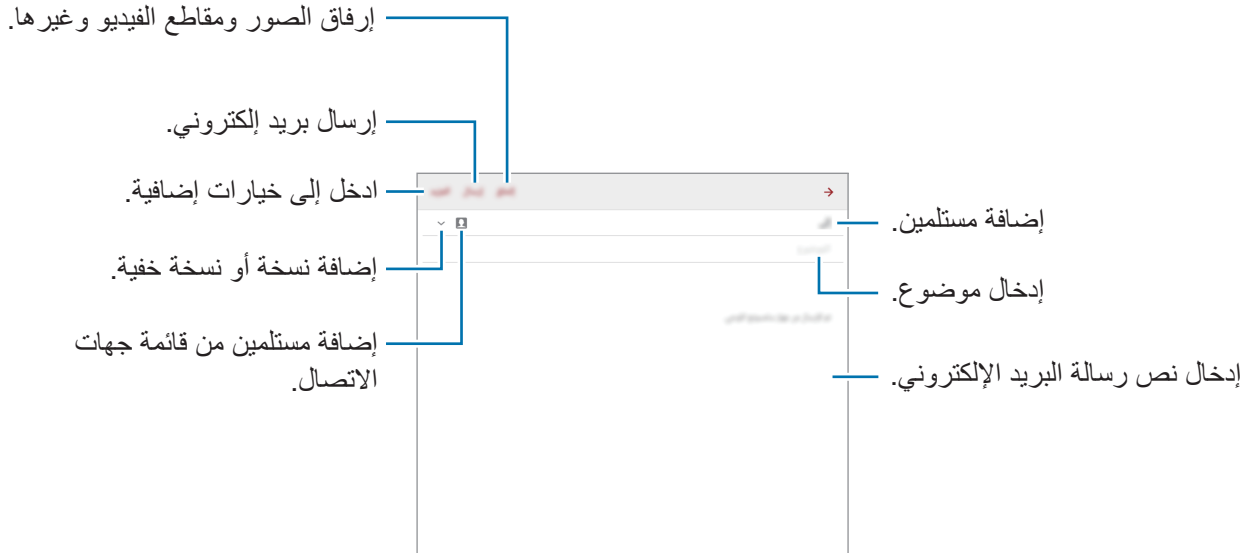 إرفاق الصور ومقاطع الفيديو وغيرها.
إرسال بريد إلكتروني.
ادخل إلى خيارات إضافية.
إضافة مستلمين.
إضافة نسخة أو نسخة خفية.
إدخال موضوع.
إضافة مستلمين من قائمة جهات
الاتصال.
إدخال نص رسالة البريد الإلكتروني.